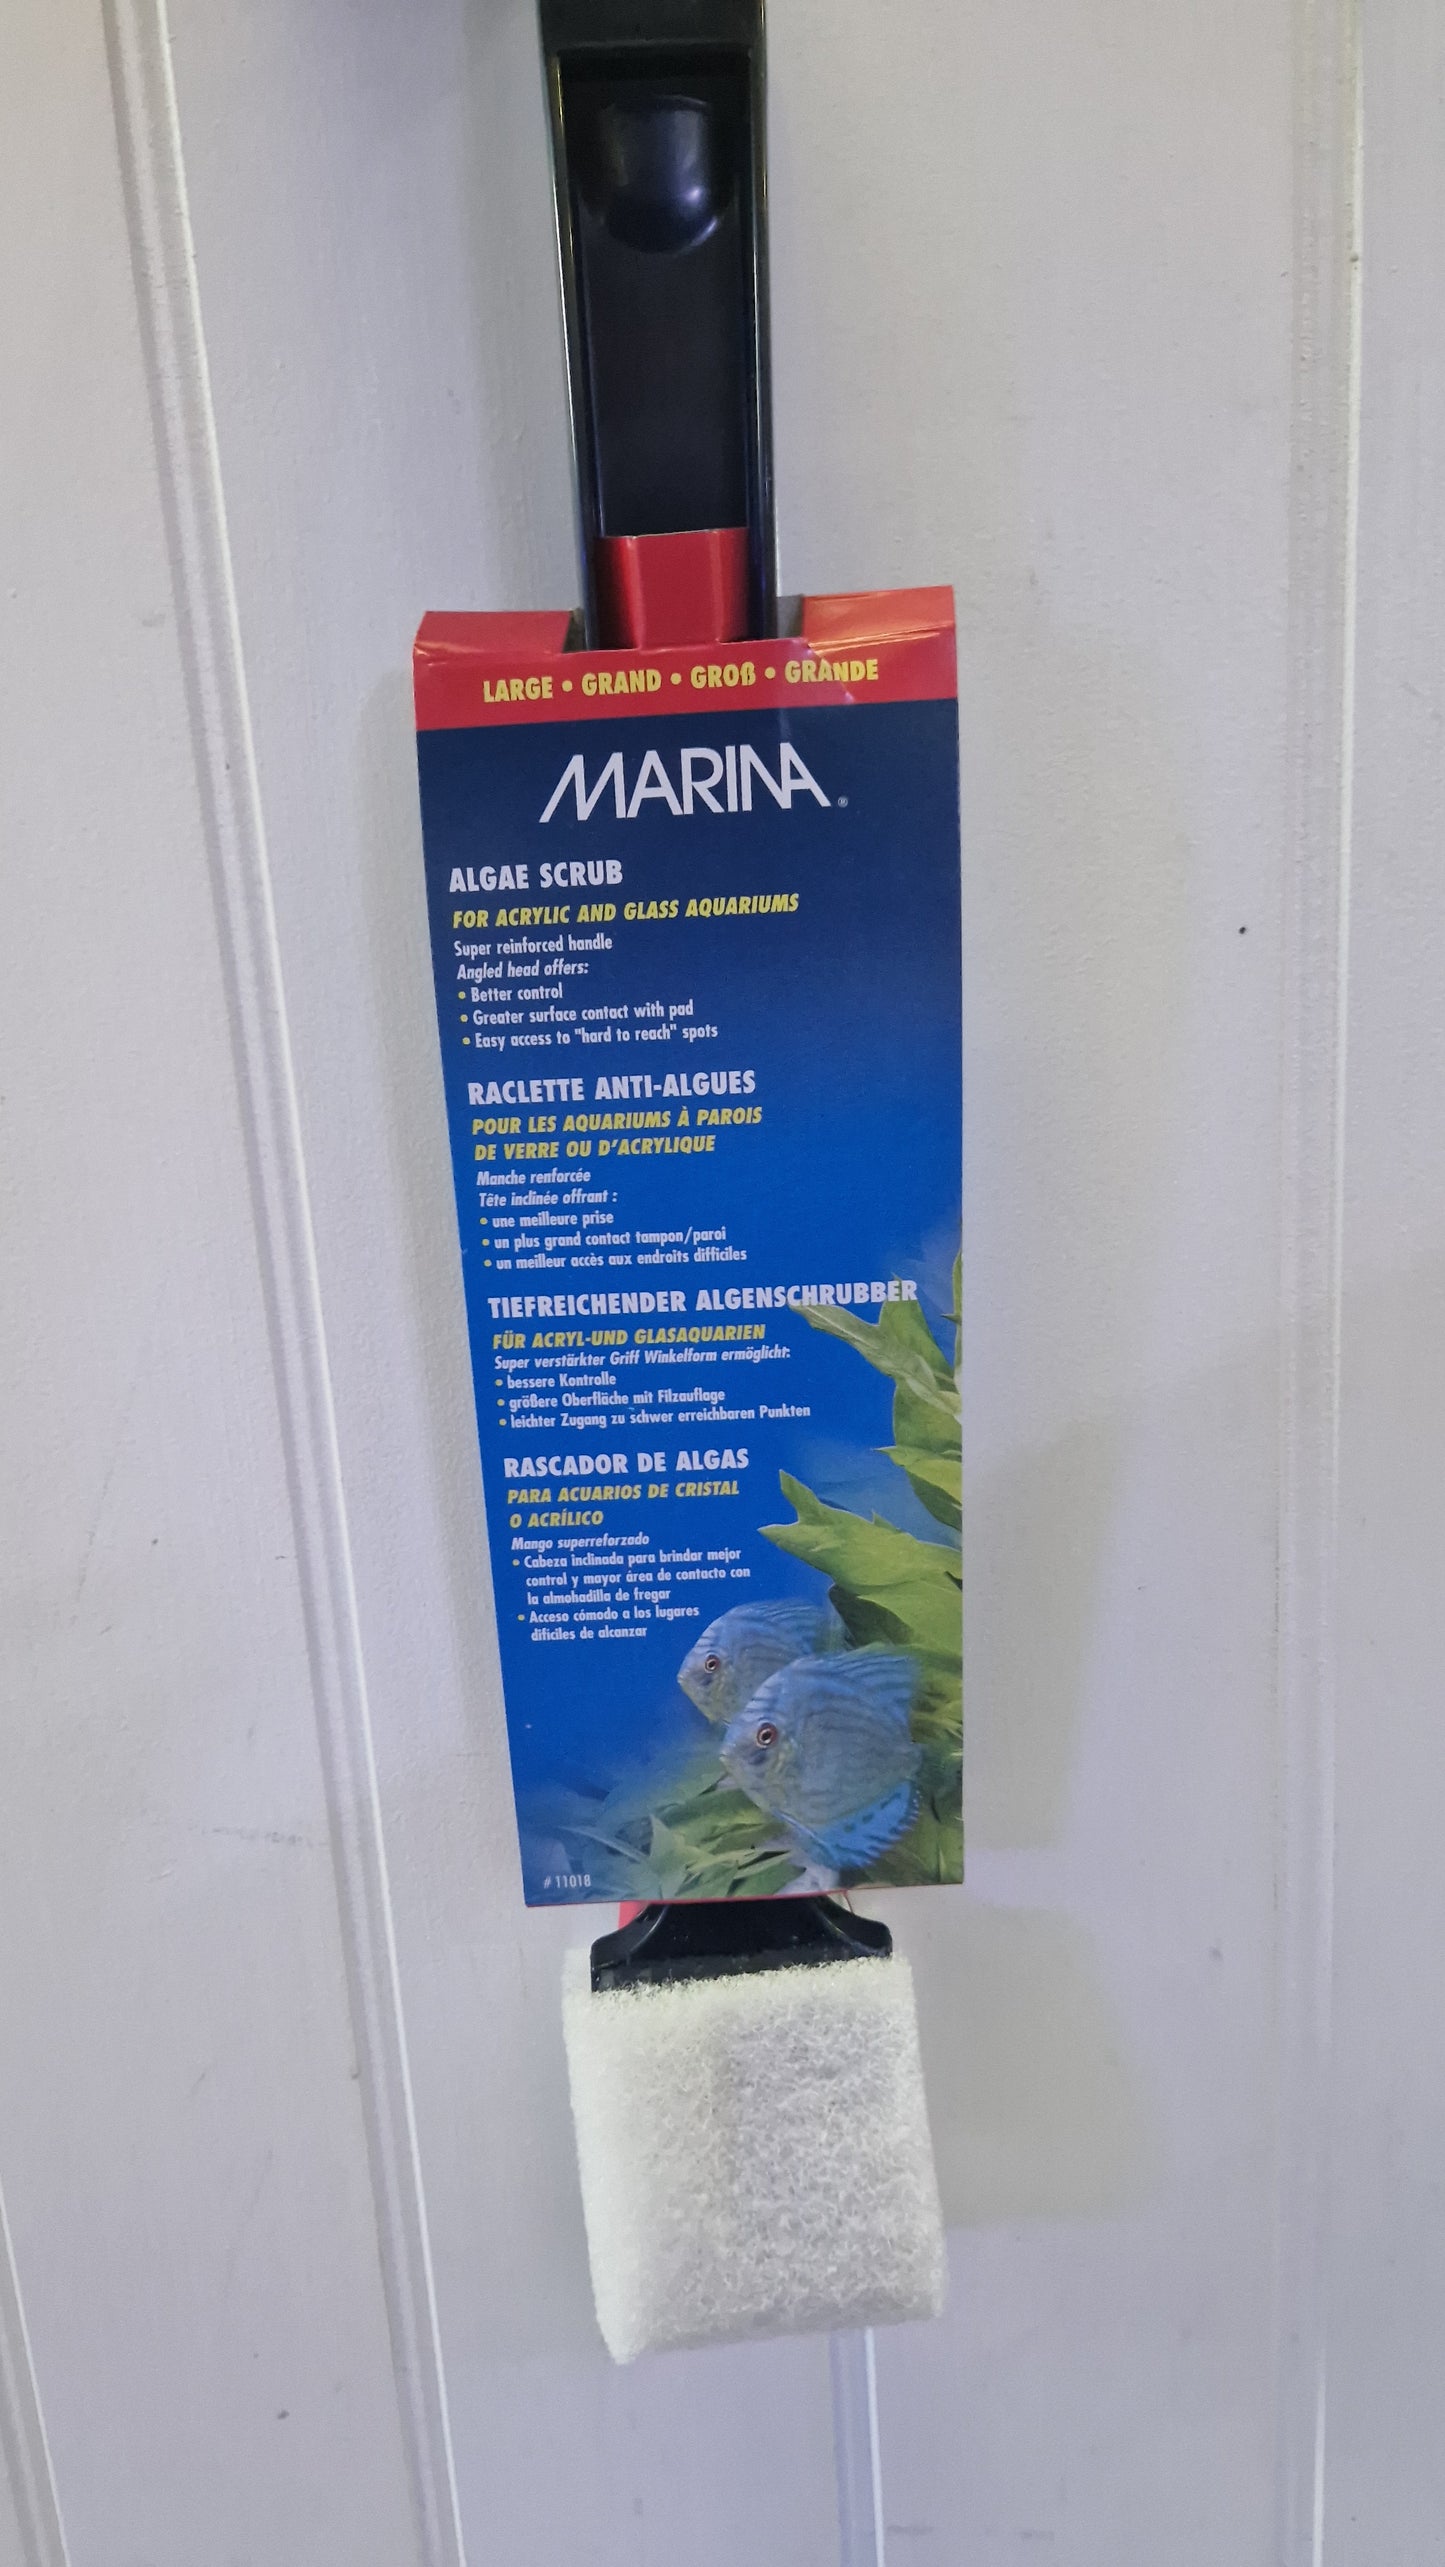 LARGE • GRAND • GROß • GRANDE
MARINA®
ALGAE SCRUB
FOR ACRYLIC AND GLASS AQUARIUMS
Super reinforced handle
Angled head offers:
• Better control
• Greater surface contact with pad
• Easy access to "hard to reach" spots
RACLETTE ANTI-ALGUES
POUR LES AQUARIUMS À PAROIS
DE VERRE OU D'ACRYLIQUE
Manche renforcée
Tête inclinée offrant :
• une meilleure prise
• un plus grand contact tampon/paroi
• un meilleur accès aux endroits difficiles
TIEFREICHENDER ALGENSCHRUBBER
FÜR ACRYL-UND GLASAQUARIEN
Super verstärkter Griff Winkelform ermöglicht:
• bessere Kontrolle
• größere Oberfläche mit Filzauflage
• leichter Zugang zu schwer erreichbaren Punkten
RASCADOR DE ALGAS
PARA ACUARIOS DE CRISTAL
O ACRÍLICO
Mango superreforzado
• Cabeza inclinada para brindar mejor
control y mayor área de contacto con
la almohadilla de fregar
• Acceso cómodo a los lugares
difíciles de alcanzar
#11018